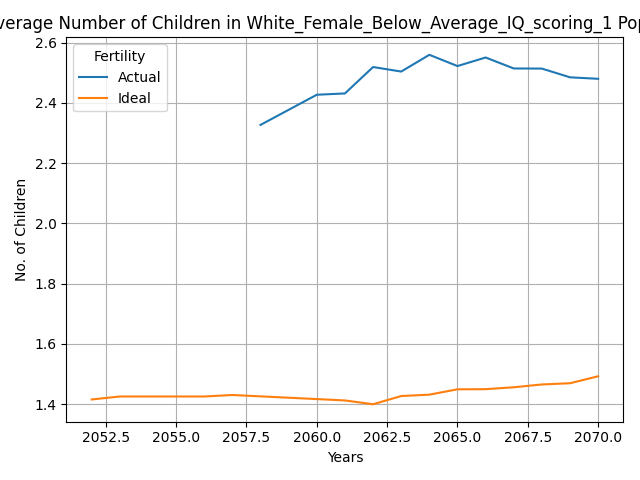 verage Number of Children in White_Female_Below_Average_IQ_scoring_1 Pop
Fertility
Actual
Ideal
No. of Children
2.6
2.4
2.2
2.0
1.8
1.6
1.4
2052.5 2055.0 2057.5 2060.0 2062.5 2065.0 2067.5 2070.0
Years